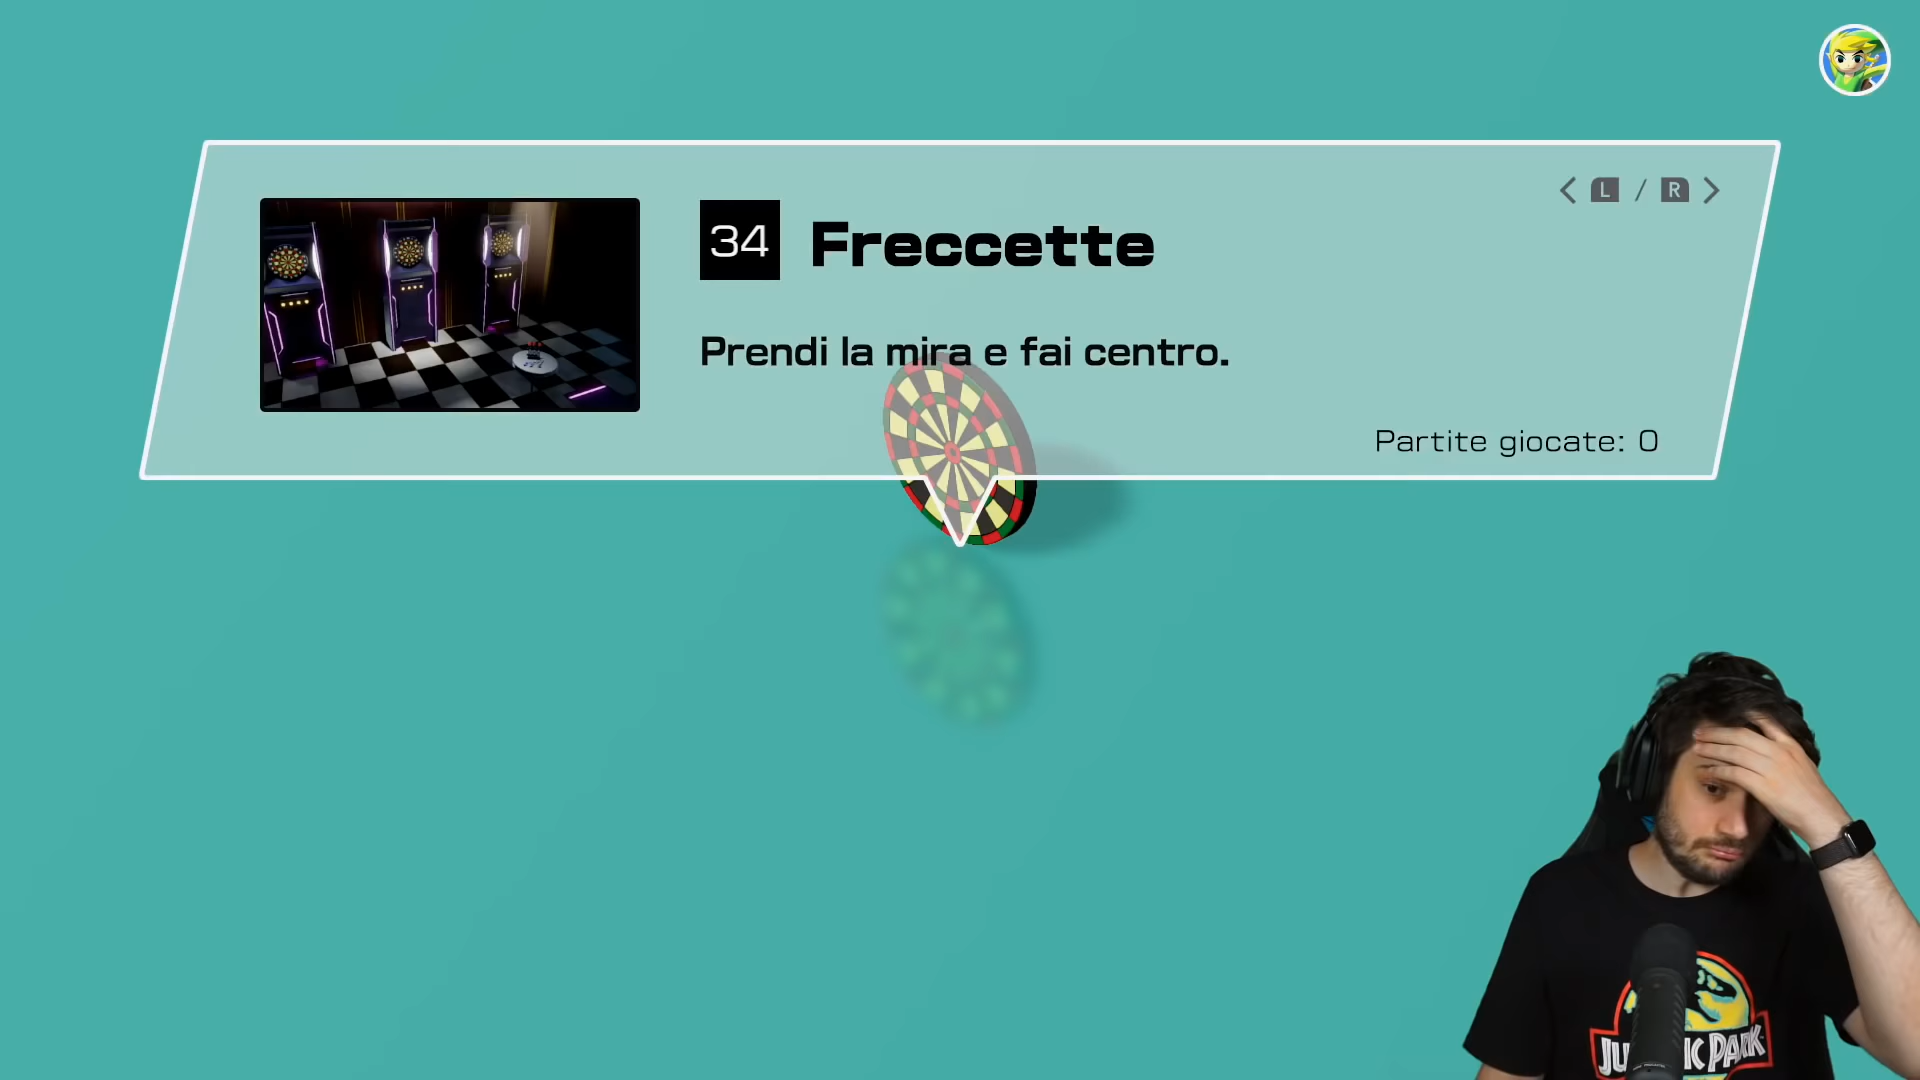 L / R
34 Freccette
Prendi la mira e fai centro.
Partite giocate: 0
JU IC PARK